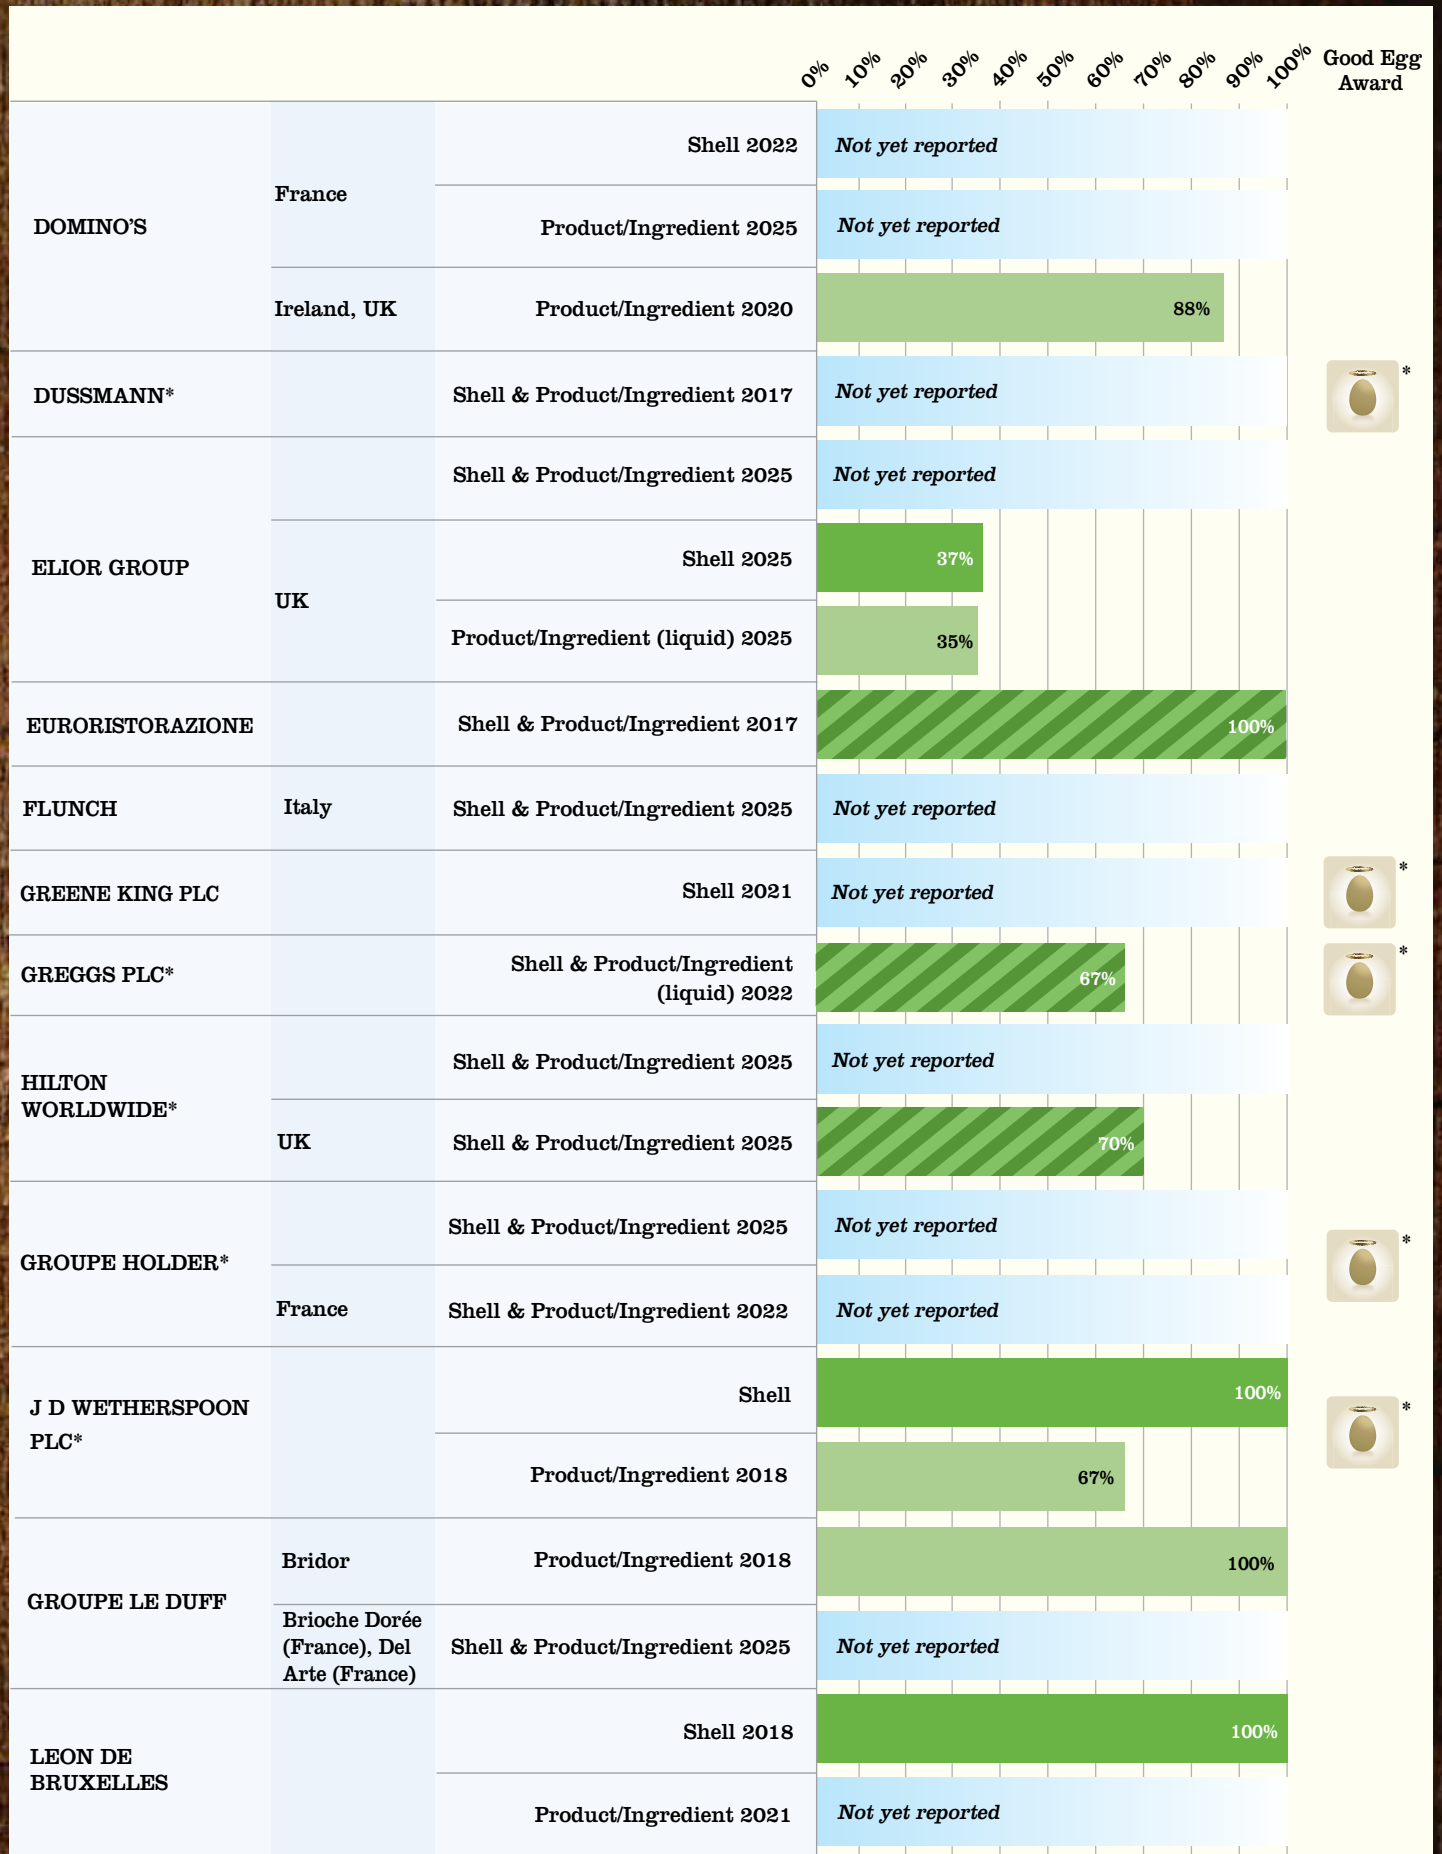 0% 10% 20% 30% 40% 50% 60% 70% 80% 90% 100%
Good Egg
Award
DOMINO'S
France
Shell 2022
Not yet reported
Product/Ingredient 2025
Not yet reported
Ireland, UK
Product/Ingredient 2020
88%
DUSSMANN*
Shell & Product/Ingredient 2017
Not yet reported
*
ELIOR GROUP
Shell & Product/Ingredient 2025
Not yet reported
UK
Shell 2025
37%
Product/Ingredient (liquid) 2025
35%
EURORISTORAZIONE
Shell & Product/Ingredient 2017
100%
FLUNCH
Italy
Shell & Product/Ingredient 2025
Not yet reported
GREENE KING PLC
Shell 2021
Not yet reported
*
GREGGS PLC*
Shell & Product/Ingredient
(liquid) 2022
67%
*
HILTON
WORLDWIDE*
Shell & Product/Ingredient 2025
Not yet reported
UK
Shell & Product/Ingredient 2025
70%
GROUPE HOLDER*
Shell & Product/Ingredient 2025
Not yet reported
*
France
Shell & Product/Ingredient 2022
Not yet reported
J D WETHERSPOON
PLC*
Shell
100%
*
Product/Ingredient 2018
67%
GROUPE LE DUFF
Bridor
Product/Ingredient 2018
100%
Brioche Dorée
(France), Del
Arte (France)
Shell & Product/Ingredient 2025
Not yet reported
LEON DE
BRUXELLES
Shell 2018
100%
Product/Ingredient 2021
Not yet reported